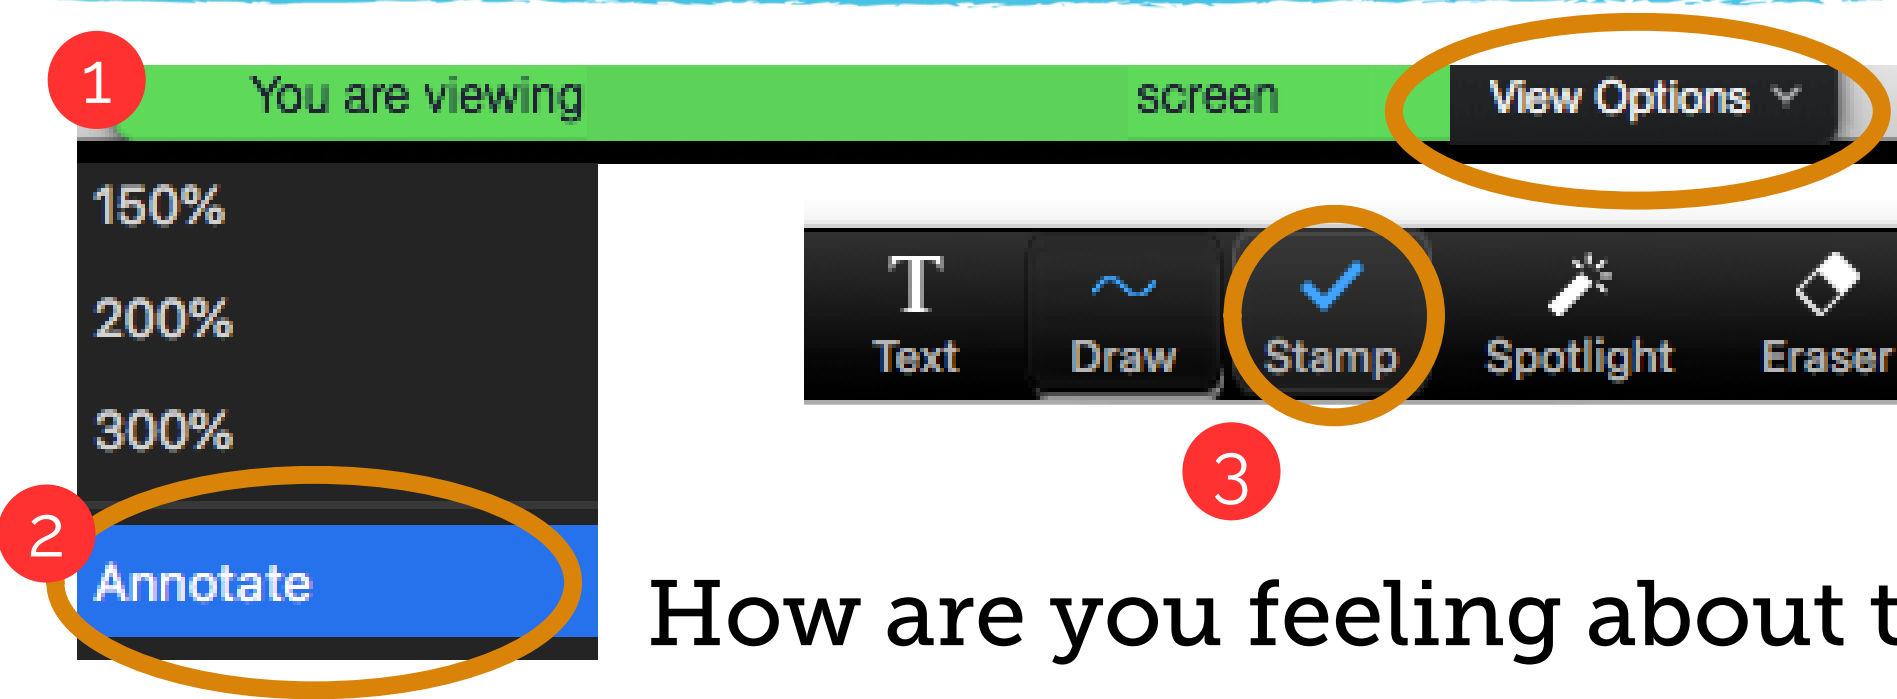 1
You are viewing screen View Options
150%
200%
300%
2
Annotate
Text Draw Stamp Spotlight Eraser
3
How are you feeling about t